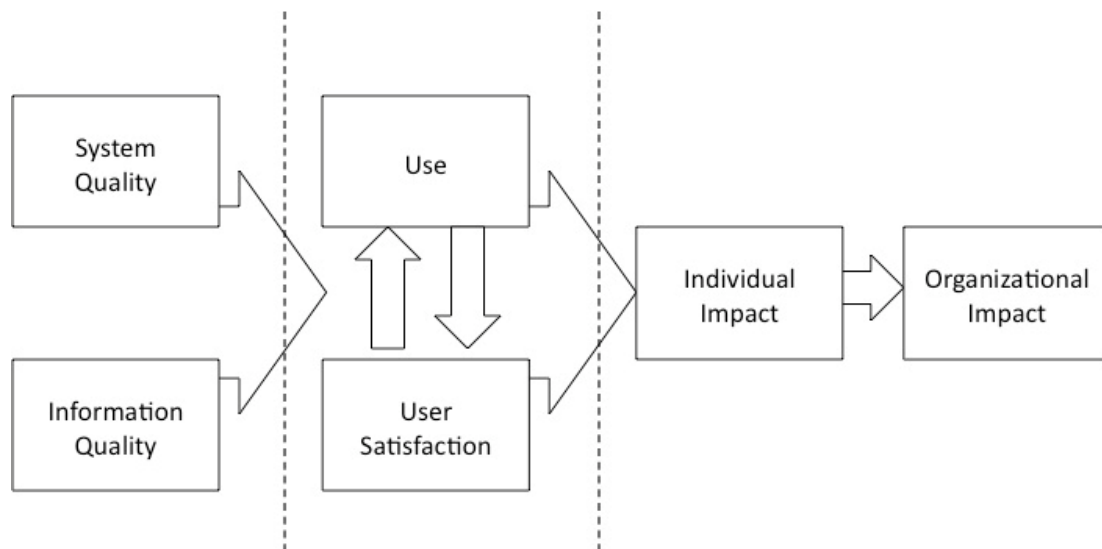 System
Quality
Use
Individual
Impact
Organizational
Impact
Information
Quality
User
Satisfaction